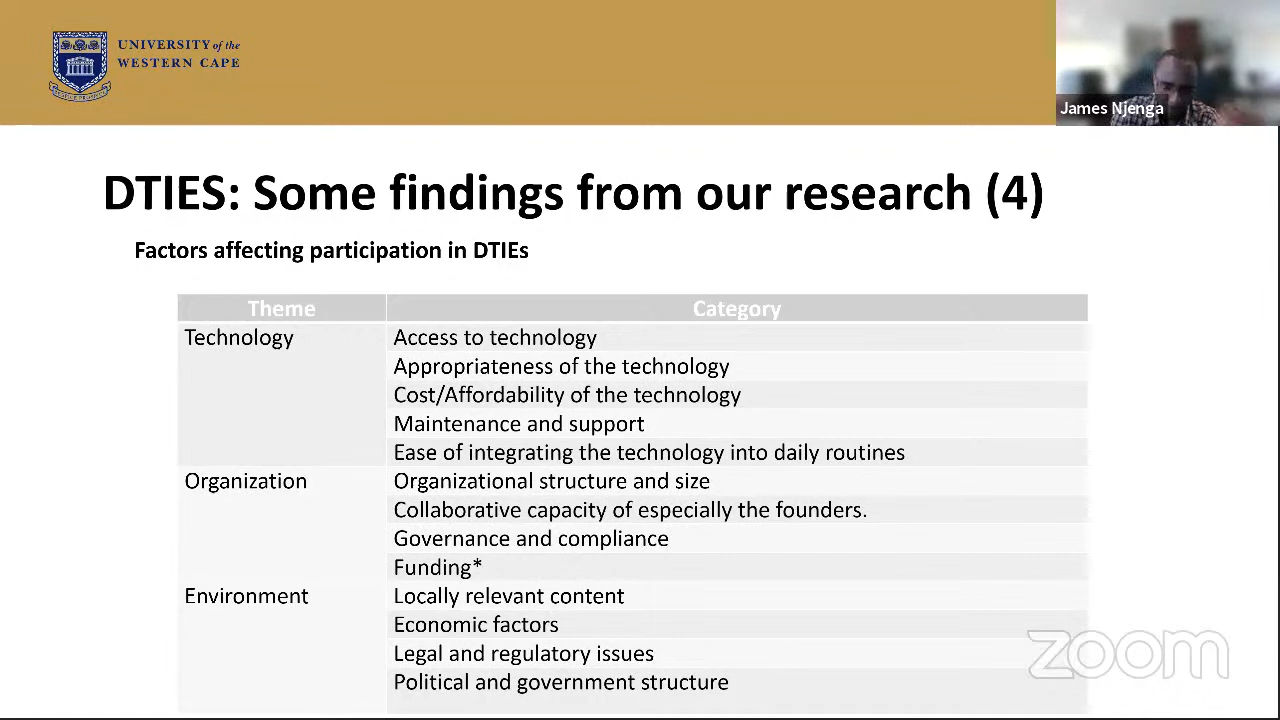 UNIVERSITY of the
WESTERN CAPE
James Njenga
DTIES: Some findings from our research (4)
Factors affecting participation in DTIEs
Theme Category
Technology Access to technology
Appropriateness of the technology
Cost/Affordability of the technology
Maintenance and support
Ease of integrating the technology into daily routines
Organization Organizational structure and size
Collaborative capacity of especially the founders.
Governance and compliance
Funding*
Environment Locally relevant content
Economic factors
Legal and regulatory issues
Political and government structure
zoom